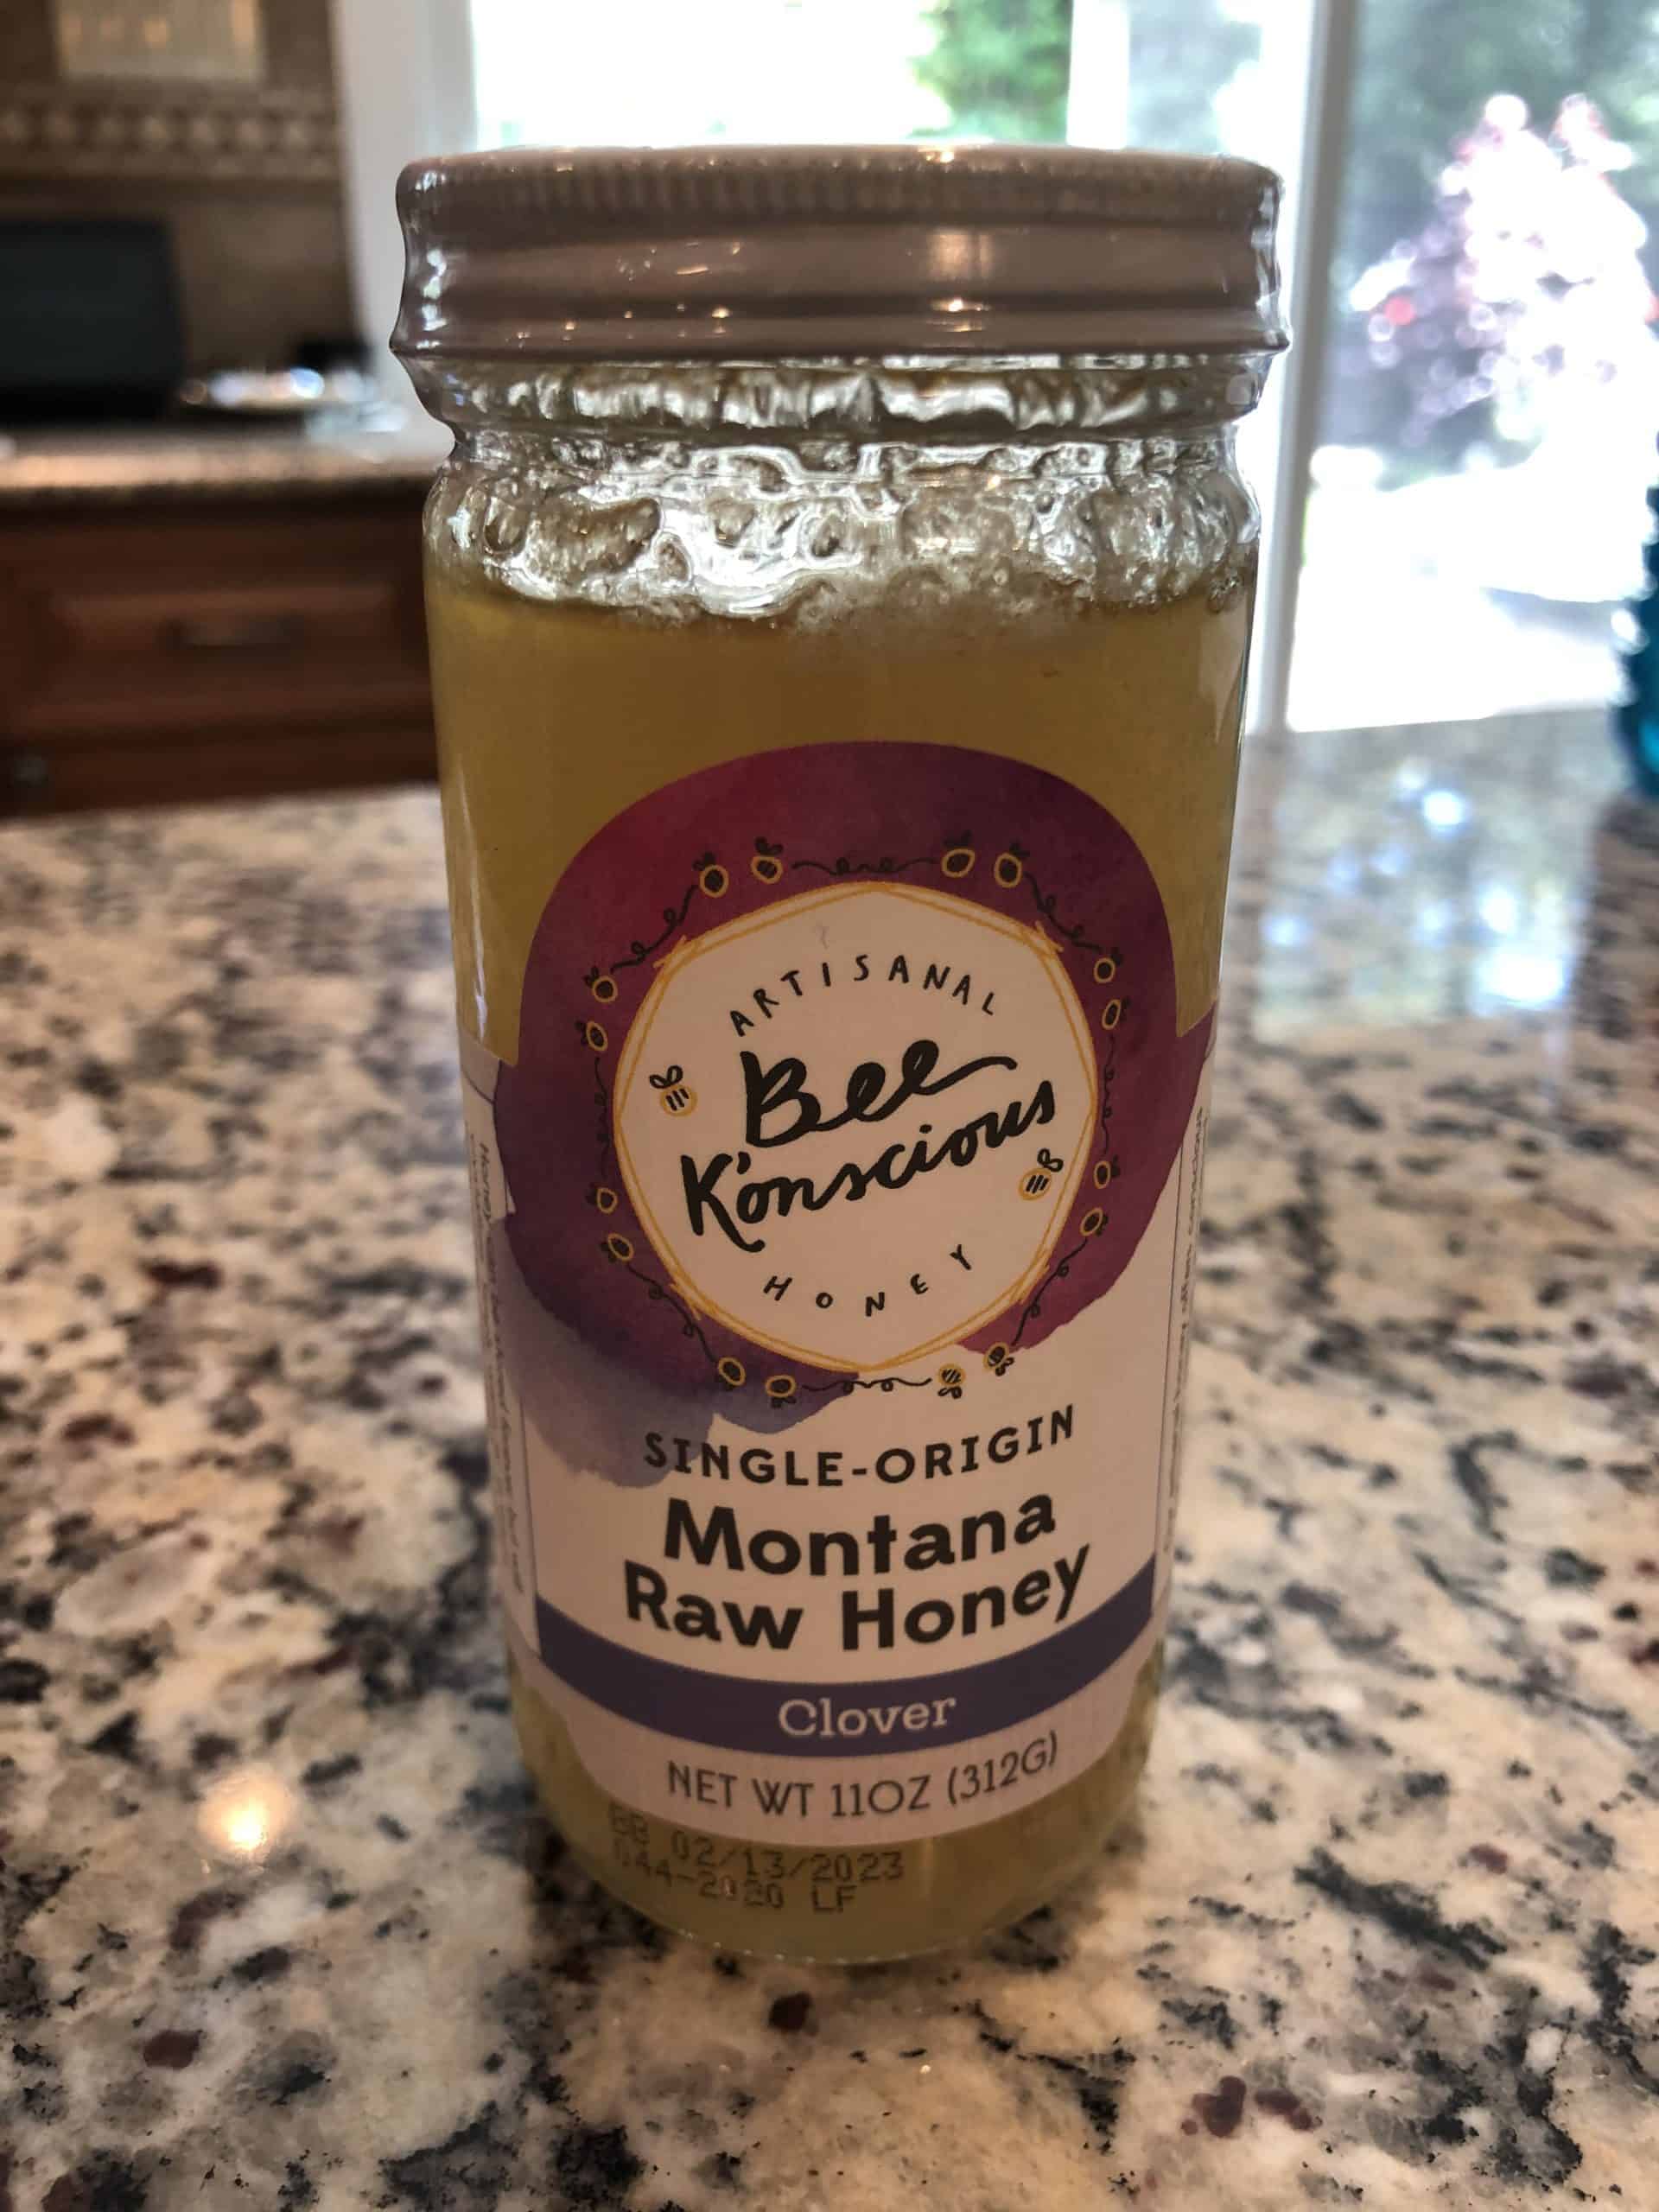 ARTISANAL
Bee
K'onscious
HONEY
SINGLE-ORIGIN
Montana
Raw Honey
Clover
NET WT 11OZ (312G)
BB 02/13/2023
044-2020 LF